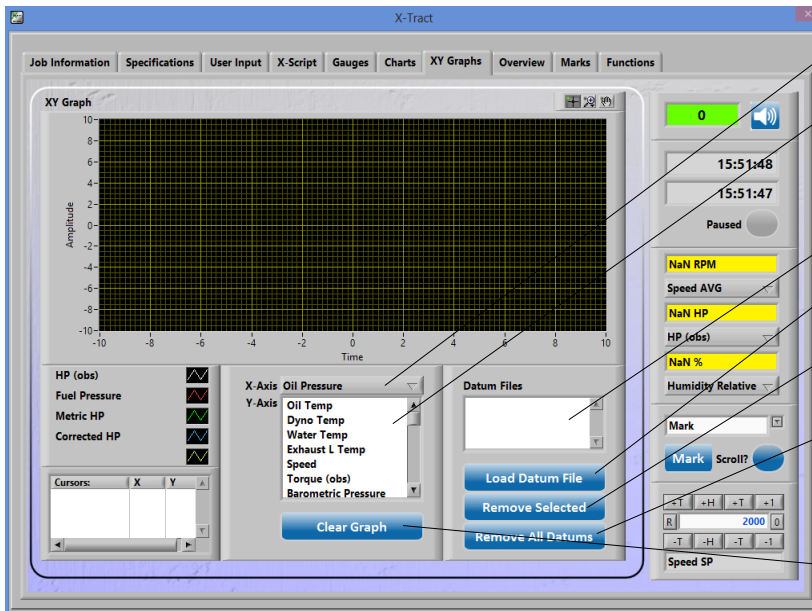 X-Tract
Job Information Specifications User Input X-Script Gauges Charts XY Graphs Overview Marks Functions
XY Graph
10
8
6
4
2
0
-2
-4
-6
-8
-10
Amplitude
-10 -8 -6 -4 -2 0 2 4 6 8 10
Time
HP (obs)
Fuel Pressure
Metric HP
Corrected HP
Cursors: X Y
X-Axis Oil Pressure
Y-Axis
Oil Temp
Dyno Temp
Water Temp
Exhaust L Temp
Speed
Torque (obs)
Barometric Pressure
Clear Graph
Datum Files
Load Datum File
Remove Selected
Remove All Datums
0
15:51:48
15:51:47
Paused
NaN RPM
Speed AVG
NaN HP
HP (obs)
NaN %
Humidity Relative
Mark
Mark Scroll?
+T +H +T +1
R 2000 0
-T -H -T -1
Speed SP